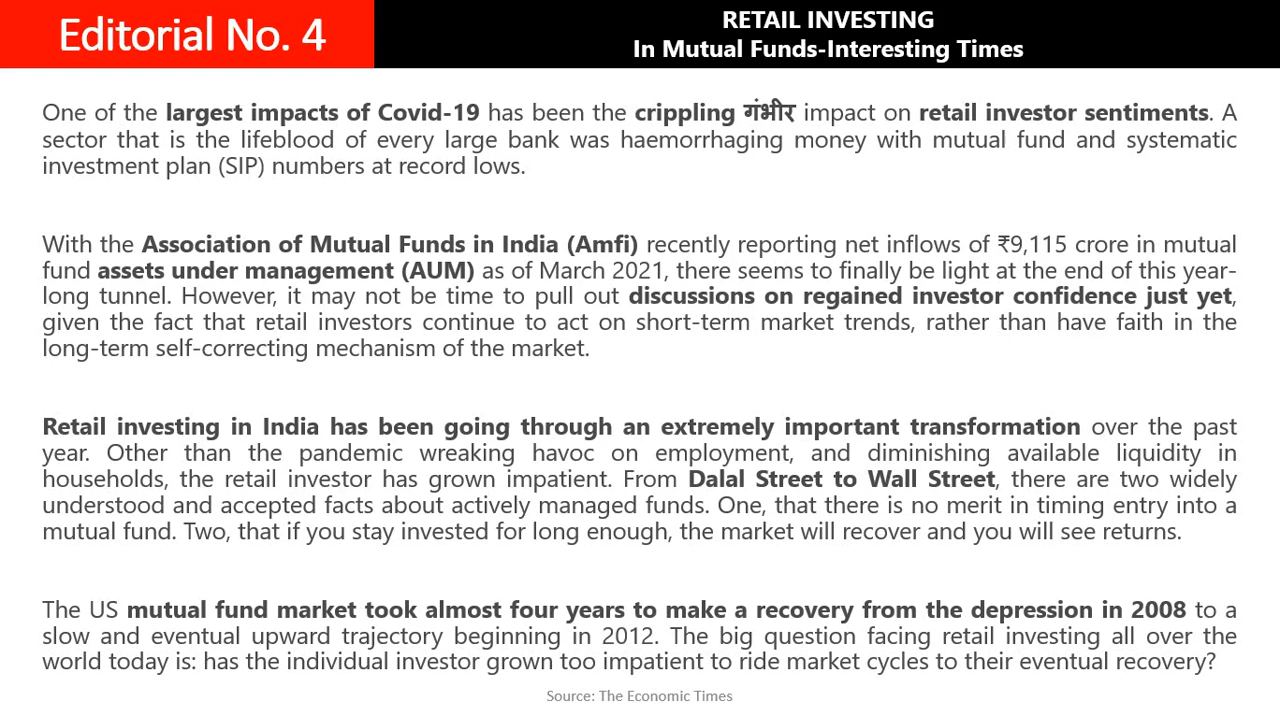 Editorial No. 4
RETAIL INVESTING
In Mutual Funds-Interesting Times
One of the largest impacts of Covid-19 has been the crippling गंभीर impact on retail investor sentiments. A
sector that is the lifeblood of every large bank was haemorrhaging money with mutual fund and systematic
investment plan (SIP) numbers at record lows.
With the Association of Mutual Funds in India (Amfi) recently reporting net inflows of ₹9,115 crore in mutual
fund assets under management (AUM) as of March 2021, there seems to finally be light at the end of this year-
long tunnel. However, it may not be time to pull out discussions on regained investor confidence just yet,
given the fact that retail investors continue to act on short-term market trends, rather than have faith in the
long-term self-correcting mechanism of the market.
Retail investing in India has been going through an extremely important transformation over the past
year. Other than the pandemic wreaking havoc on employment, and diminishing available liquidity in
households, the retail investor has grown impatient. From Dalal Street to Wall Street, there are two widely
understood and accepted facts about actively managed funds. One, that there is no merit in timing entry into a
mutual fund. Two, that if you stay invested for long enough, the market will recover and you will see returns.
The US mutual fund market took almost four years to make a recovery from the depression in 2008 to a
slow and eventual upward trajectory beginning in 2012. The big question facing retail investing all over the
world today is: has the individual investor grown too impatient to ride market cycles to their eventual recovery?
Source: The Economic Times